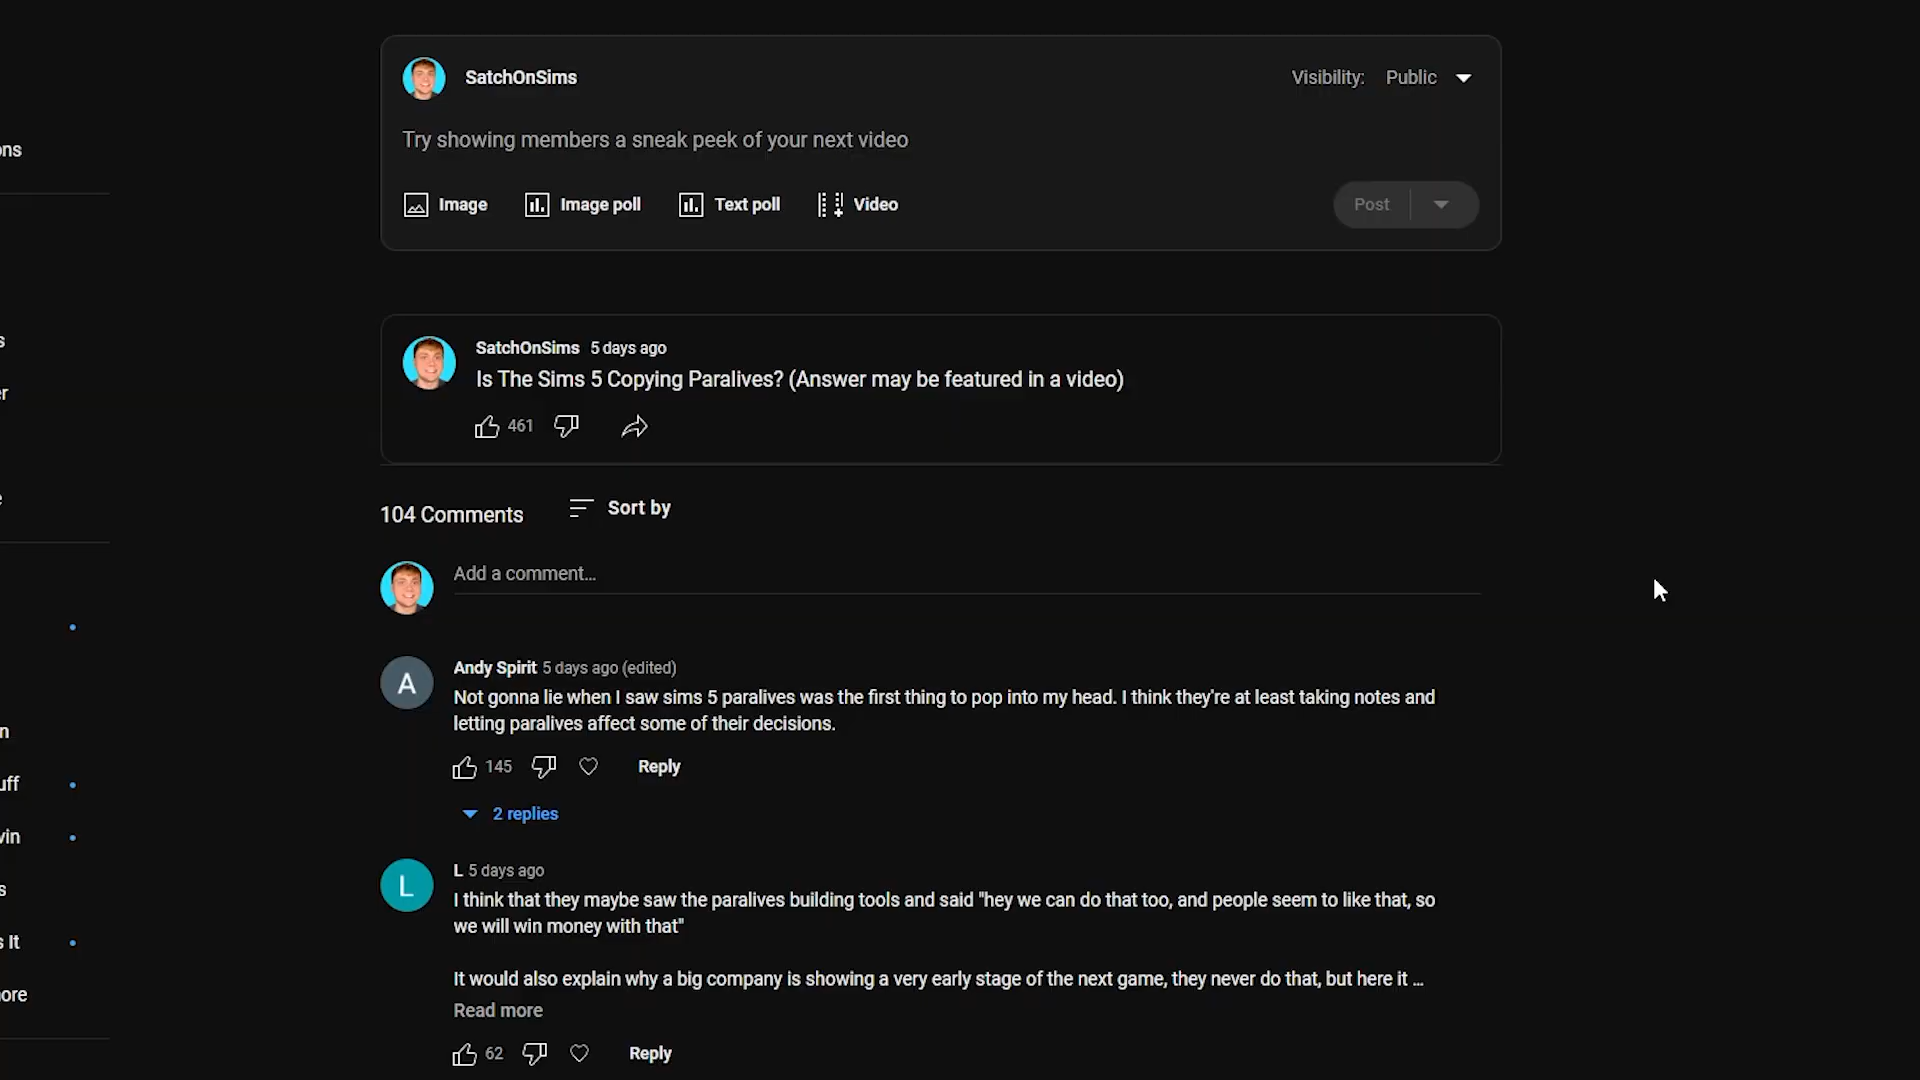 SatchOnSims
Visibility: Public
Try showing members a sneak peek of your next video
Image
Image poll
Text poll
Video
Post
SatchOnSims 5 days ago
Is The Sims 5 Copying Paralives? (Answer may be featured in a video)
461
104 Comments
Sort by
Add a comment...
A
Andy Spirit 5 days ago (edited)
Not gonna lie when I saw sims 5 paralives was the first thing to pop into my head. I think they're at least taking notes and
letting paralives affect some of their decisions.
145
Reply
2 replies
L
L 5 days ago
I think that they maybe saw the paralives building tools and said "hey we can do that too, and people seem to like that, so
we will win money with that"
It would also explain why a big company is showing a very early stage of the next game, they never do that, but here it ...
Read more
62
Reply
ons
s
er
e
n
uff
vin
s
s It
ore